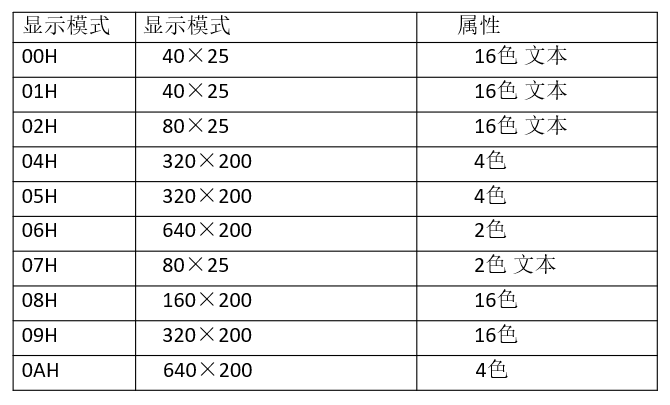 显示模式 显示模式 属性
00H 40×25 16色 文本
01H 40×25 16色 文本
02H 80×25 16色 文本
04H 320×200 4色
05H 320×200 4色
06H 640×200 2色
07H 80×25 2色 文本
08H 160×200 16色
09H 320×200 16色
0AH 640×200 4色